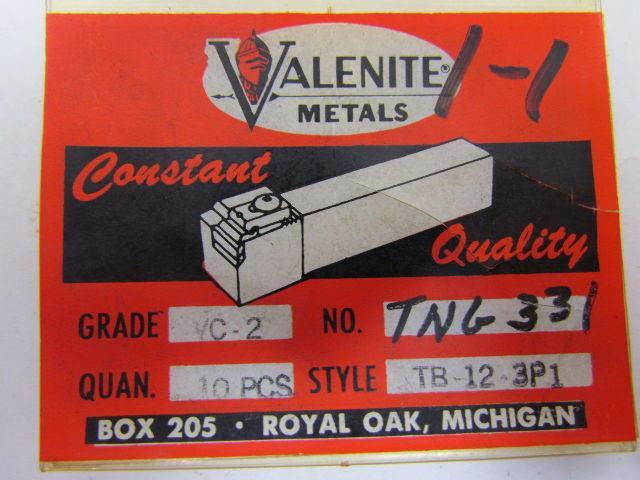 VALENITE®
METALS
1-1
Constant
Quality
GRADE VC-2 NO. TNG 331
QUAN. 10 PCS STYLE TB-12-3P1
BOX 205 • ROYAL OAK, MICHIGAN